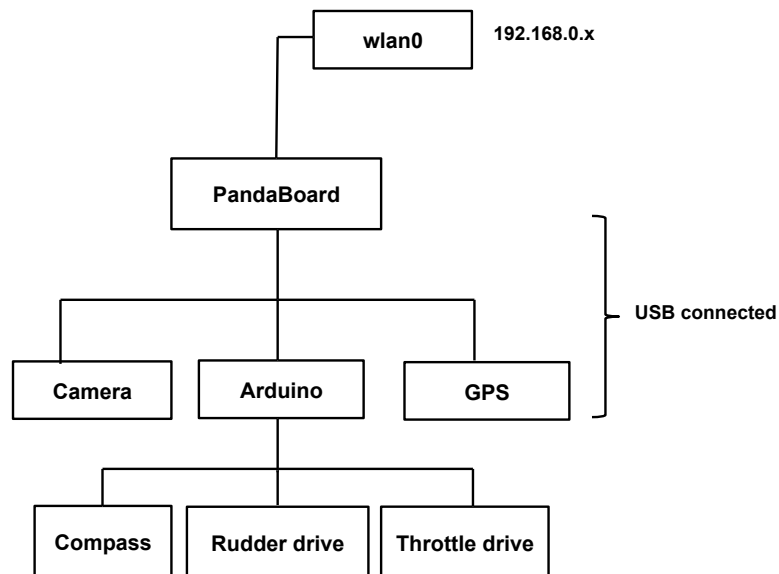 wlan0
192.168.0.x
PandaBoard
USB connected
Camera
Arduino
GPS
Compass
Rudder drive
Throttle drive